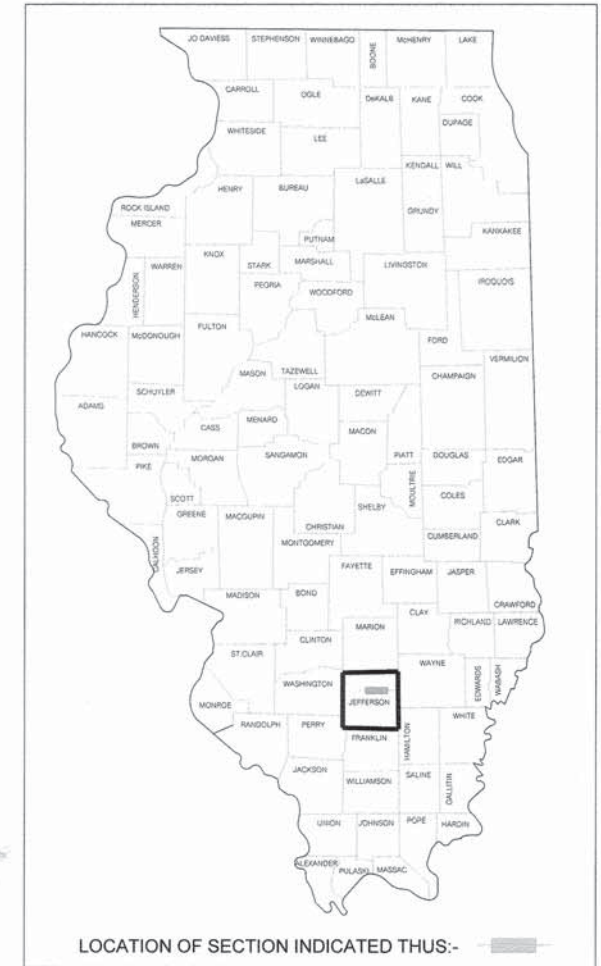 JO DAVIESS STEPHENSON WINNEBAGO BOONE McHENRY LAKE
CARROLL OGLE DeKALB KANE COOK
DUPAGE
WHITESIDE LEE
KENDALL WILL
HENRY BUREAU LaSALLE
ROCK ISLAND GRUNDY
MERCER KANKAKEE
PUTNAM
KNOX STARK MARSHALL LIVINGSTON
HENDERSON WARREN PEORIA WOODFORD IROQUOIS
McLEAN
HANCOCK McDONOUGH FULTON FORD
VERMILION
MASON TAZEWELL CHAMPAIGN
LOGAN
SCHUYLER DEWITT
ADAMS MENARD
CASS MACON
BROWN PIATT DOUGLAS EDGAR
PIKE MORGAN SANGAMON MOULTRIE
SCOTT COLES
GREENE MACOUPIN SHELBY
CHRISTIAN CLARK
CUMBERLAND
CALHOUN MONTGOMERY
JERSEY FAYETTE EFFINGHAM JASPER
MADISON BOND CRAWFORD
CLAY
MARION RICHLAND LAWRENCE
CLINTON
ST.CLAIR WAYNE
WASHINGTON EDWARDS WABASH
MONROE JEFFERSON
RANDOLPH PERRY WHITE
FRANKLIN HAMILTON
JACKSON
WILLIAMSON SALINE GALLITIN
UNION JOHNSON POPE HARDIN
ALEXANDER PULASKI MASSAC
LOCATION OF SECTION INDICATED THUS:-